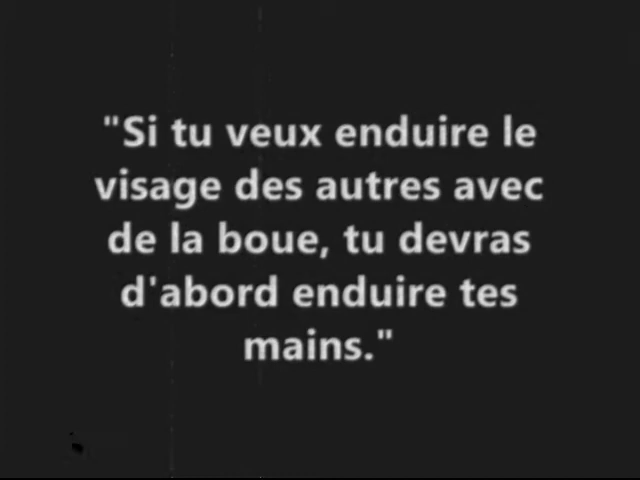 "Si tu veux enduire le
visage des autres avec
de la boue, tu devras
d'abord enduire tes
mains."